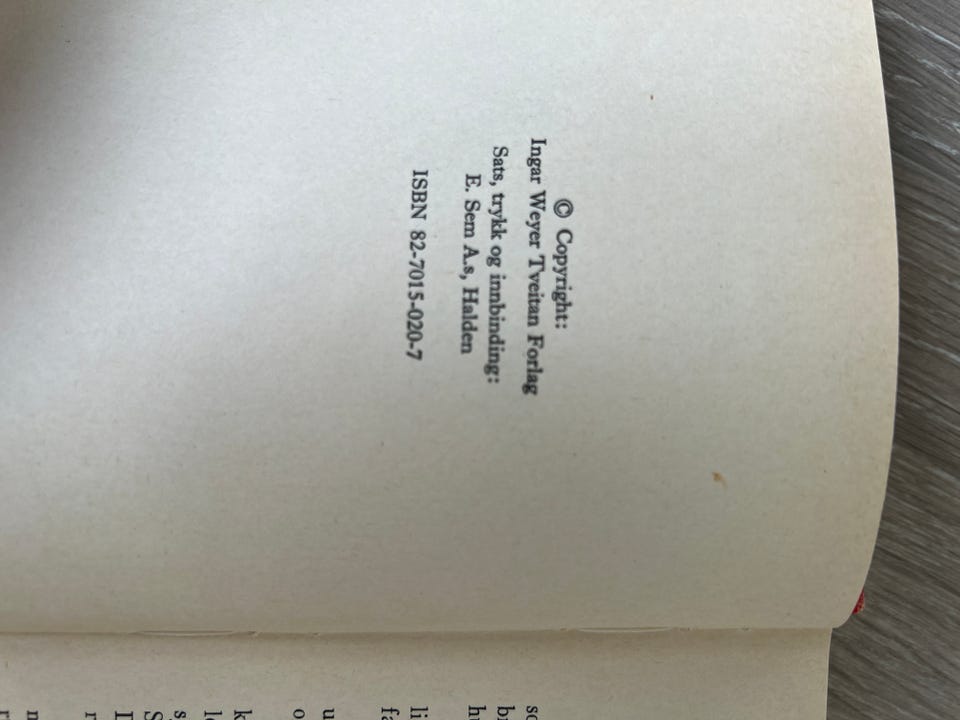 © Copyright:
Ingar Weyer Tveitan Forlag
Sats, trykk og innbinding:
E. Sem A.s, Halden
ISBN 82-7015-020-7